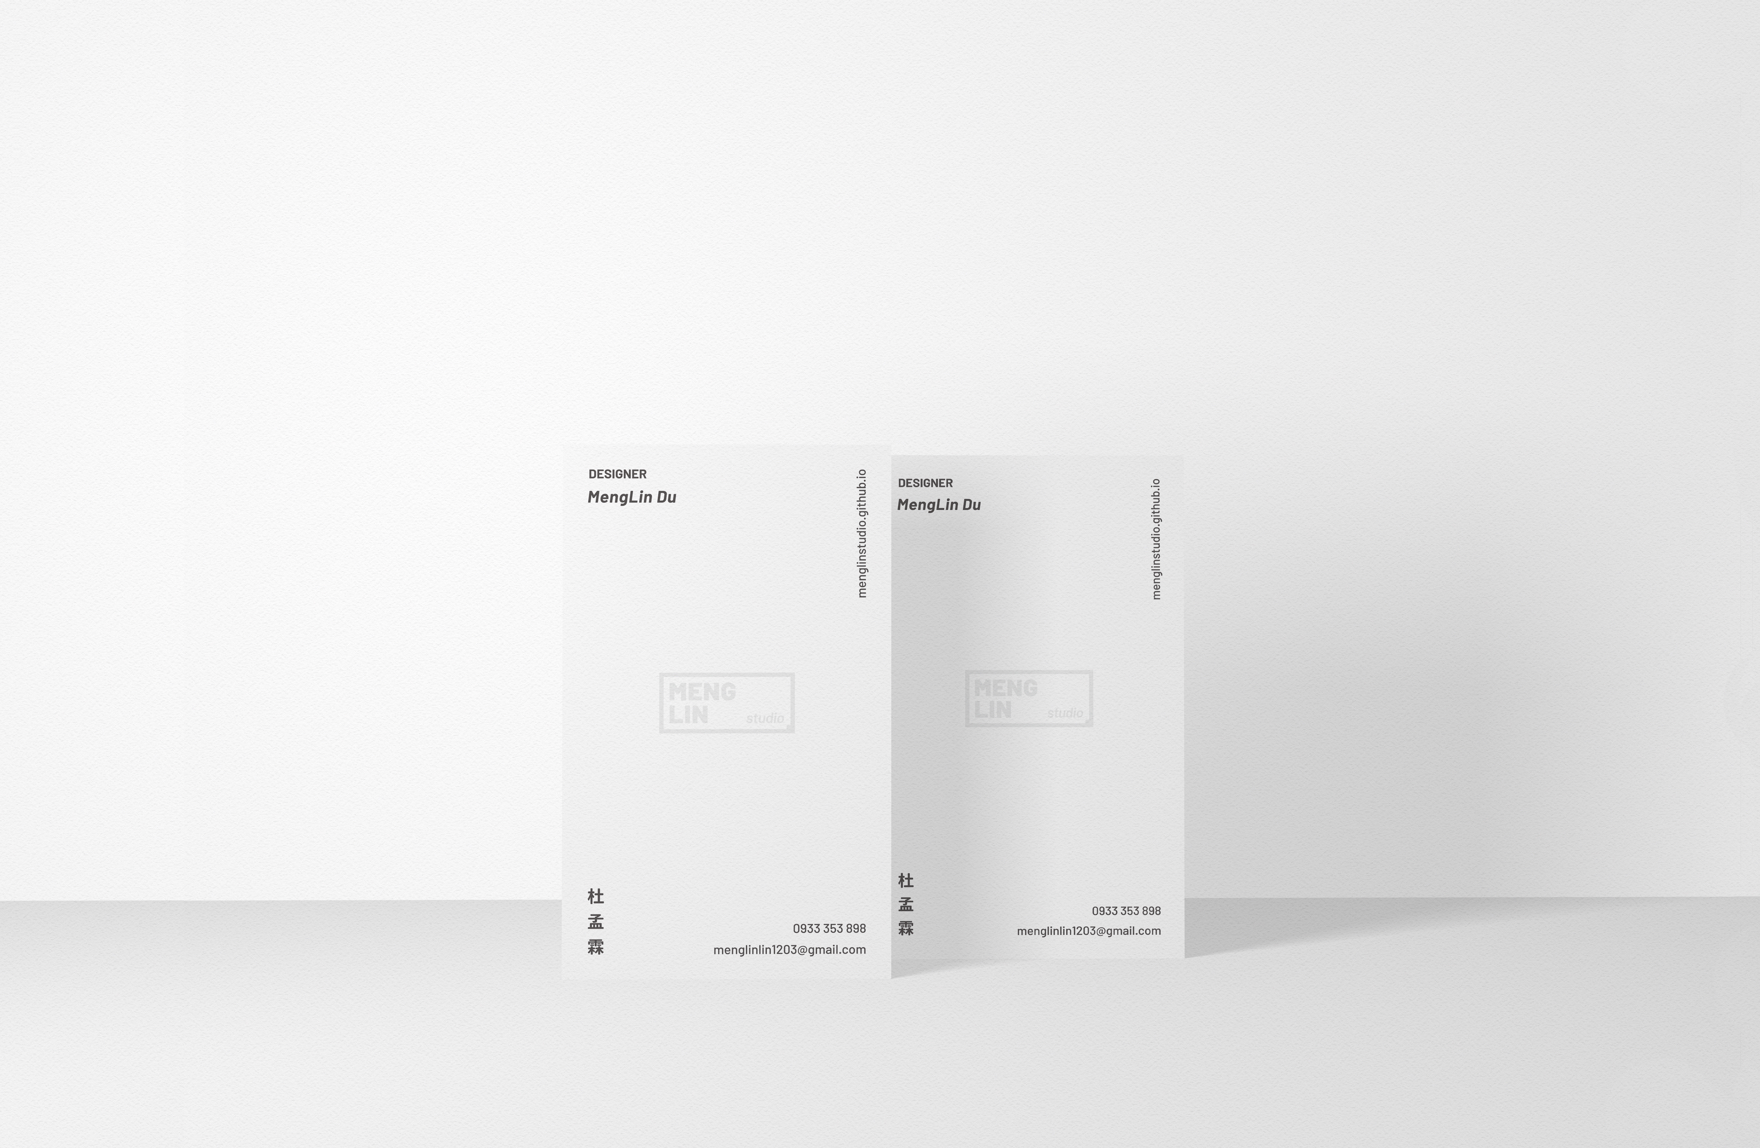 DESIGNER
MengLin Du
menglinstudio.github.io
MENG
LIN
studio
杜
孟
霖
0933 353 898
menglinlin1203@gmail.com
DESIGNER
MengLin Du
menglinstudio.github.io
MENG
LIN
studio
杜
孟
霖
0933 353 898
menglinlin1203@gmail.com